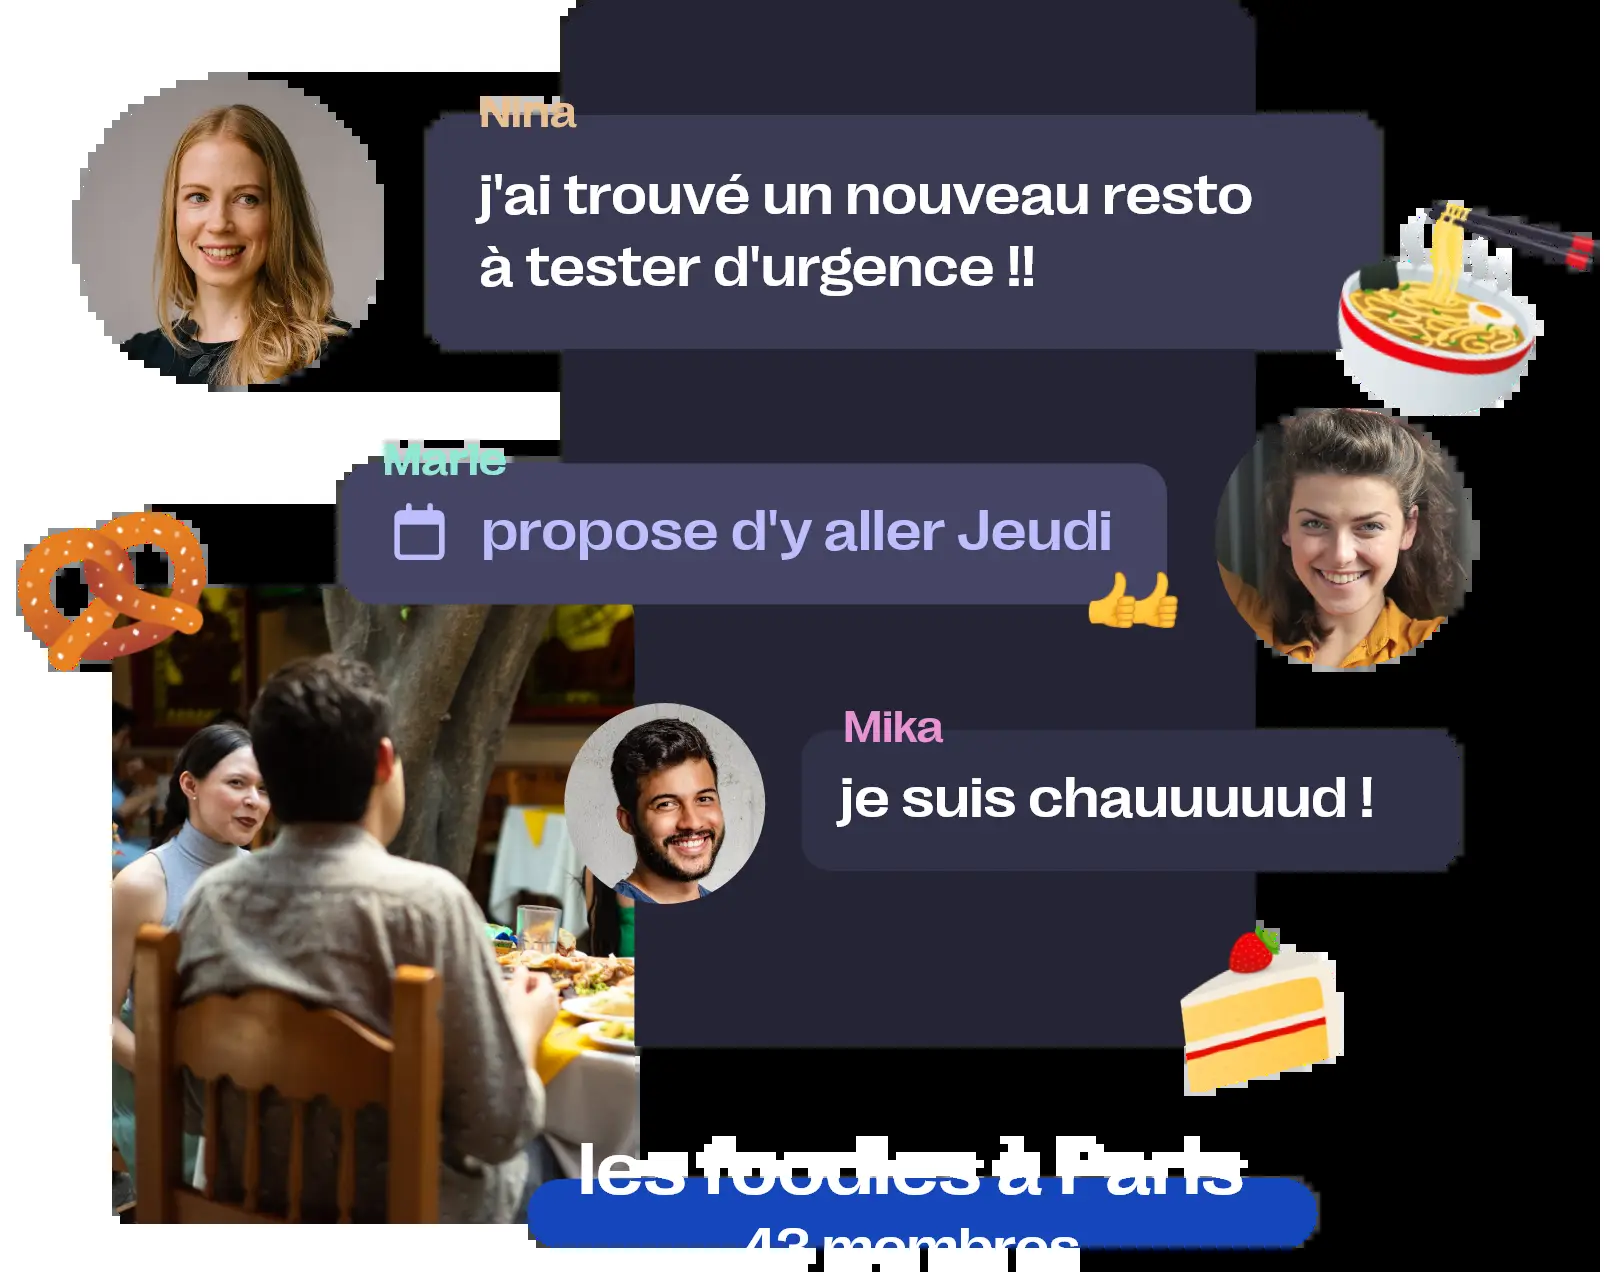 Nina
j'ai trouvé un nouveau resto
à tester d'urgence !!
Marie
propose d'y aller Jeudi
Mika
je suis chauuuuuud !
les foodies à Paris
43 membres